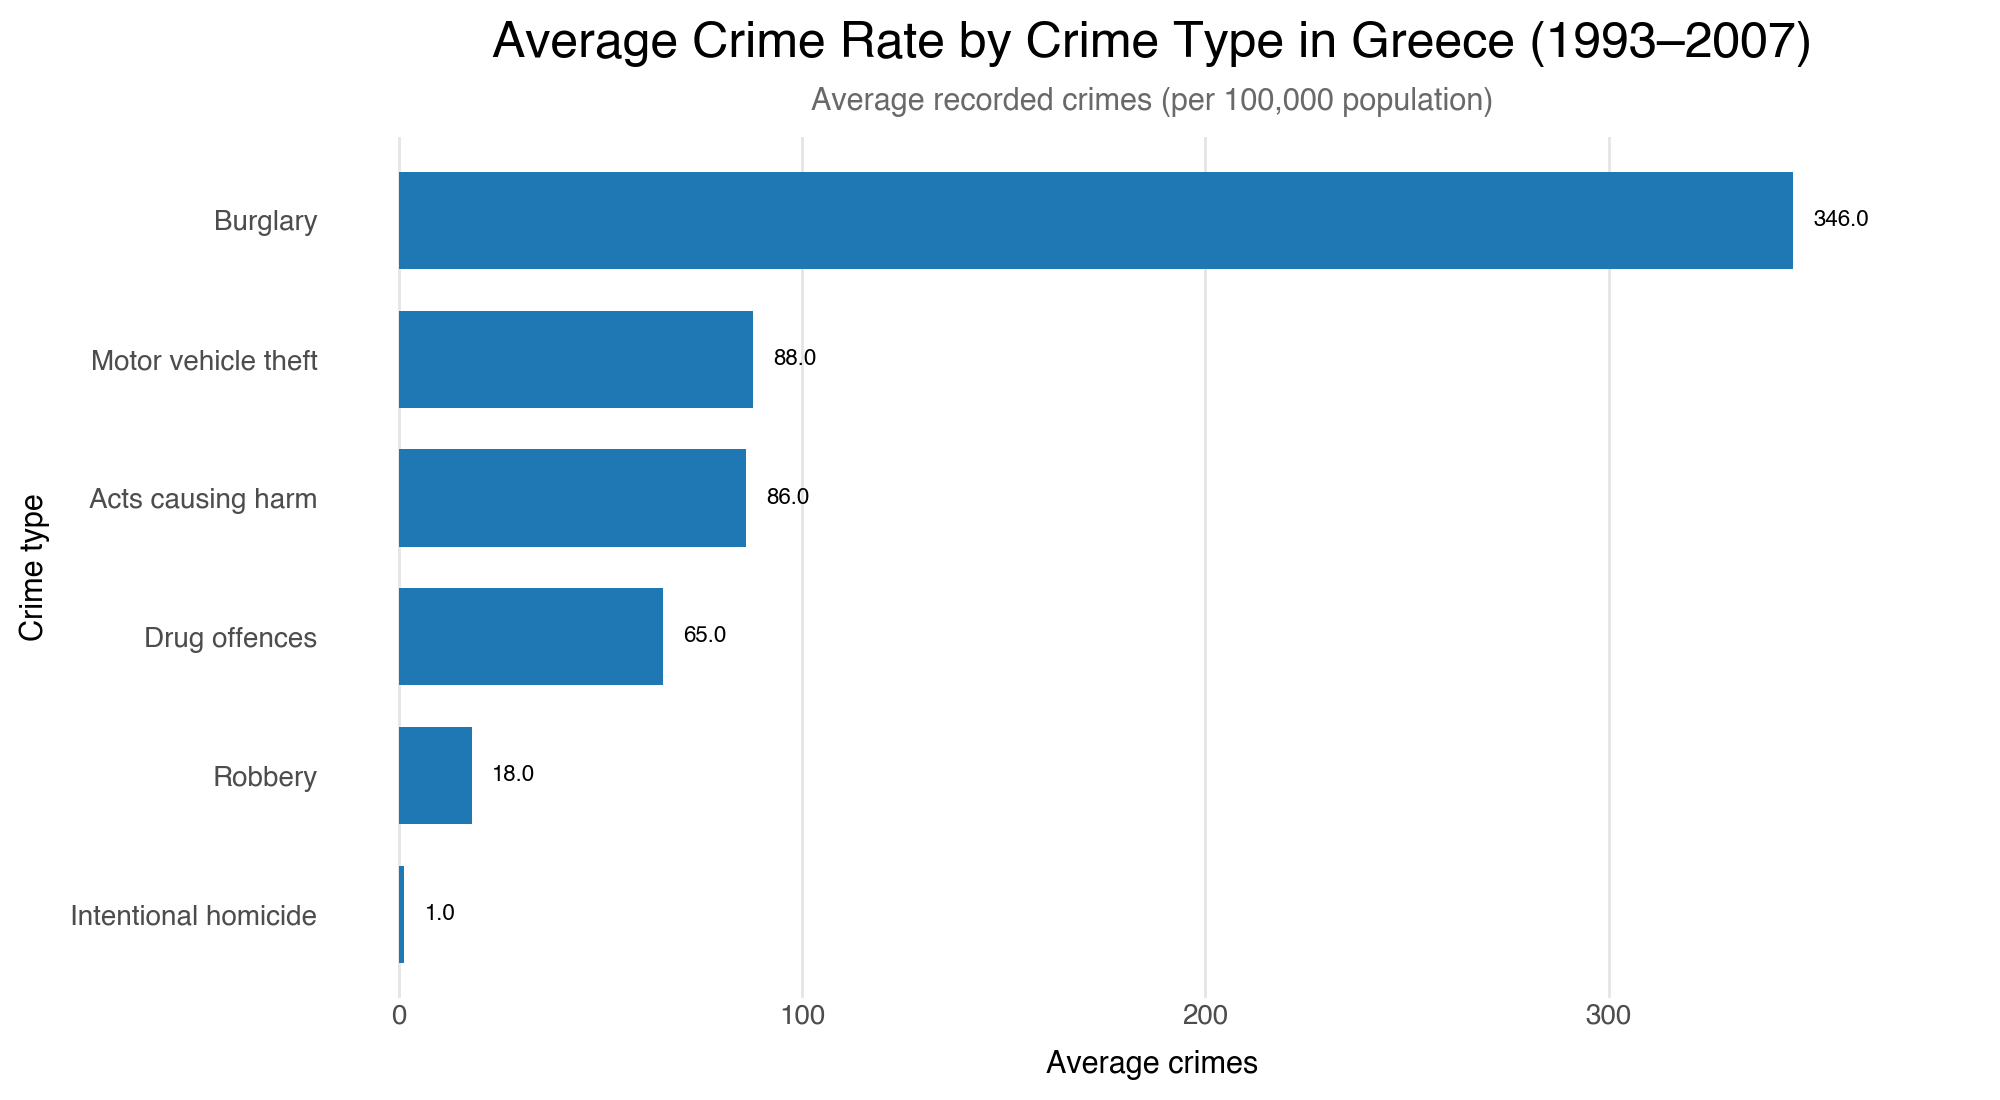 Average Crime Rate by Crime Type in Greece (1993–2007)
Average recorded crimes (per 100,000 population)
Crime type
Burglary
346.0
Motor vehicle theft
88.0
Acts causing harm
86.0
Drug offences
65.0
Robbery
18.0
Intentional homicide
1.0
0 100 200 300
Average crimes